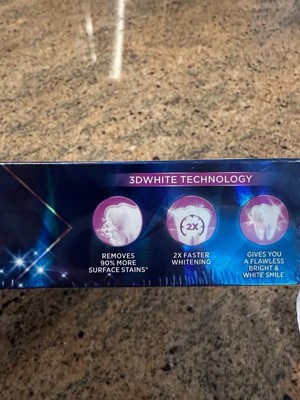 3DWHITE TECHNOLOGY
2X
REMOVES
90% MORE
SURFACE STAINS*
2X FASTER
WHITENING
GIVES YOU
A FLAWLESS
BRIGHT &
WHITE SMILE